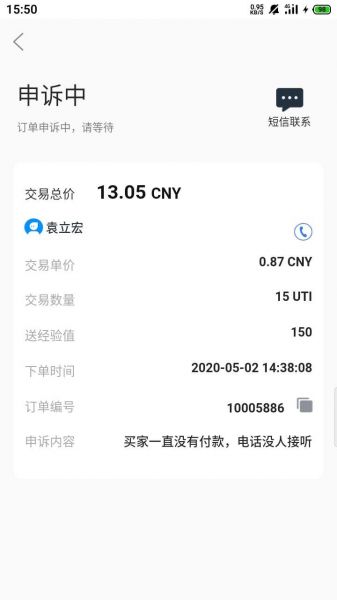 15:50
0.95 KB/S 4G 98
申诉中
订单申诉中，请等待
短信联系
交易总价 13.05 CNY
袁立宏
交易单价 0.87 CNY
交易数量 15 UTI
送经验值 150
下单时间 2020-05-02 14:38:08
订单编号 10005886
申诉内容 买家一直没有付款，电话没人接听